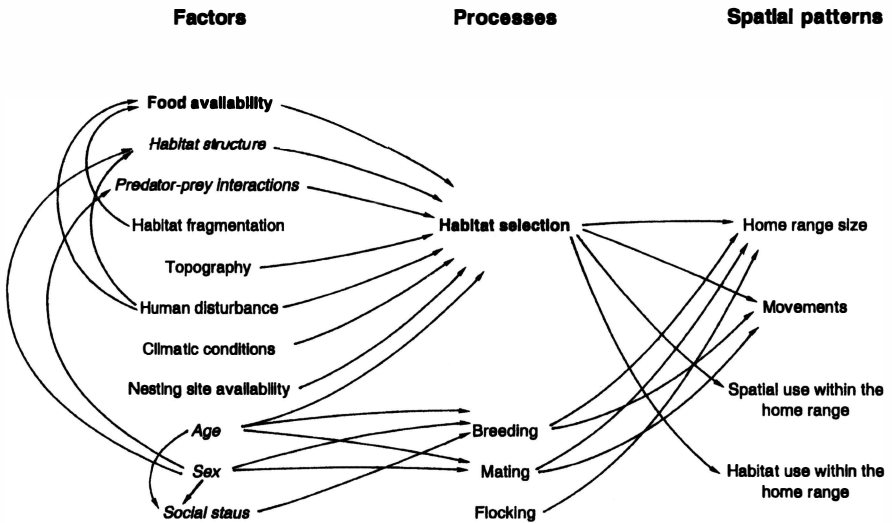 Factors Processes Spatial patterns
Food availability
Habitat structure
Predator-prey interactions
Habitat fragmentation
Habitat selection
Home range size
Topography
Human disturbance
Movements
Climatic conditions
Nesting site availability
Spatial use within the
home range
Age
Breeding
Sex
Mating
Habitat use within the
home range
Social staus
Flocking